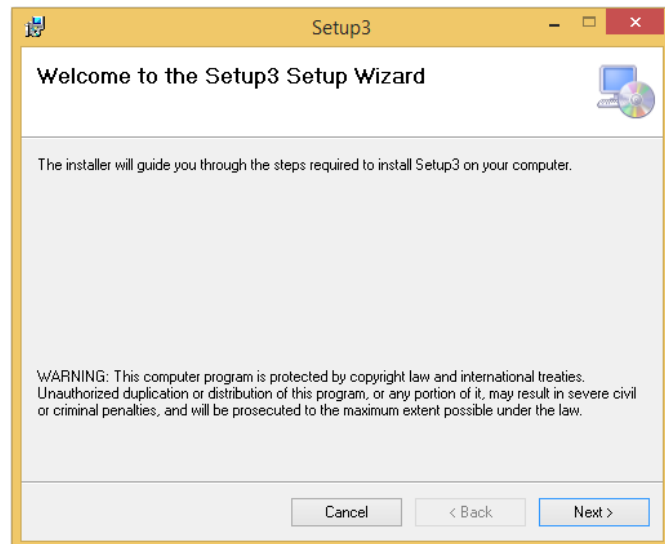 Setup3
Welcome to the Setup3 Setup Wizard
The installer will guide you through the steps required to install Setup3 on your computer.
WARNING: This computer program is protected by copyright law and international treaties.
Unauthorized duplication or distribution of this program, or any portion of it, may result in severe civil
or criminal penalties, and will be prosecuted to the maximum extent possible under the law.
Cancel
< Back
Next >